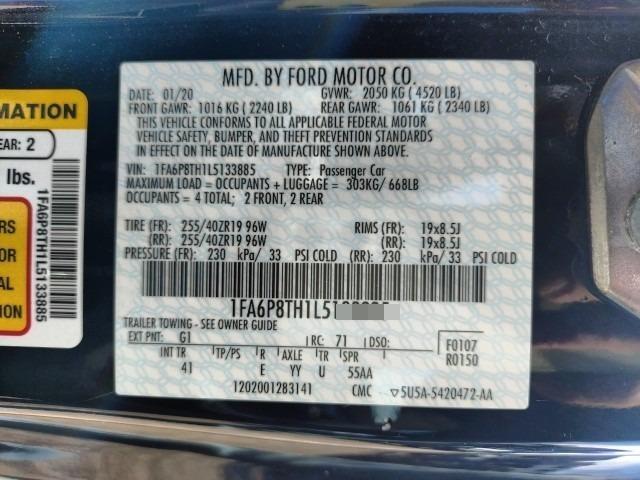 MFD. BY FORD MOTOR CO.
DATE: 01/20 GVWR: 2050 KG ( 4520 LB)
FRONT GAWR: 1016 KG ( 2240 LB) REAR GAWR: 1061 KG ( 2340 LB)
THIS VEHICLE CONFORMS TO ALL APPLICABLE FEDERAL MOTOR
VEHICLE SAFETY, BUMPER, AND THEFT PREVENTION STANDARDS
IN EFFECT ON THE DATE OF MANUFACTURE SHOWN ABOVE.
VIN: 1FA6P8TH1L5133885 TYPE: Passenger Car
MAXIMUM LOAD = OCCUPANTS + LUGGAGE = 303KG/ 668LB
OCCUPANTS = 4 TOTAL; 2 FRONT, 2 REAR
TIRE (FR): 255/40ZR19 96W RIMS (FR): 19x8.5J
(RR): 255/40ZR19 96W (RR): 19x8.5J
PRESSURE (FR): 230 kPa/ 33 PSI COLD (RR): 230 kPa/ 33 PSI COLD
1FA6P8TH1L51
TRAILER TOWING - SEE OWNER GUIDE
EXT PNT: G1 RC: 71 DSO: F0107
INT TR TP/PS R AXLE TR SPR R0150
41 E YY U 55AA
1202001283141 CMC ▽5U5A-5420472-AA
MATION
EAR: 2
lbs.
RS
OR
AL
S
1FA6P8TH1L5133885